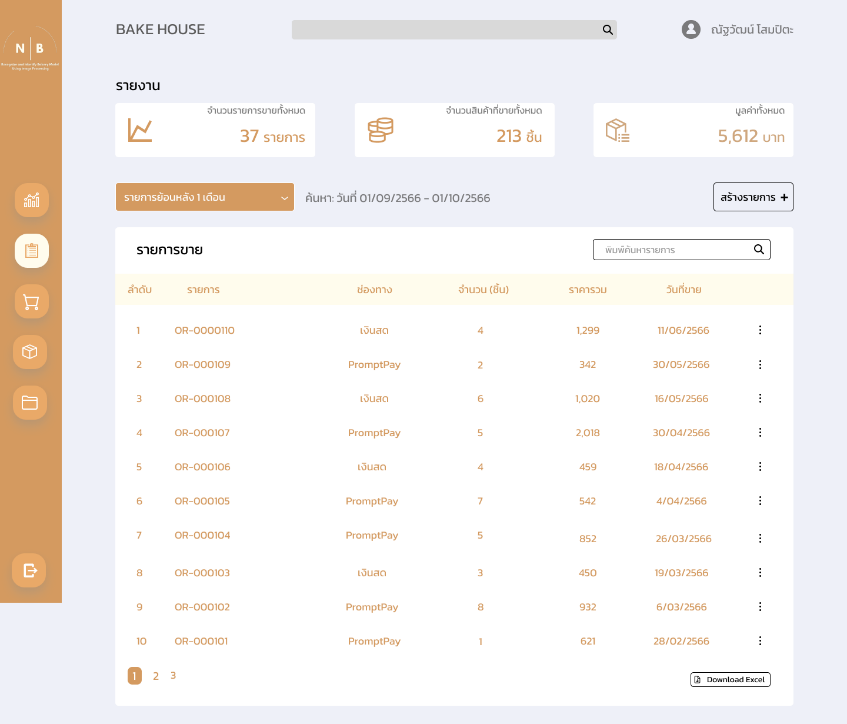 BAKE HOUSE
ณัฐวัฒน์ โสมปิตะ
N | B
รายงาน
จำนวนรายการขายทั้งหมด
37 รายการ
จำนวนสินค้าที่ขายทั้งหมด
213 ชิ้น
มูลค่าทั้งหมด
5,612 บาท
รายการย้อนหลัง 1 เดือน
ค้นหา: วันที่ 01/09/2566 - 01/10/2566
สร้างรายการ +
รายการขาย
พิมพ์ค้นหารายการ
ลำดับ รายการ ช่องทาง จำนวน (ชิ้น) ราคารวม วันที่ขาย
1 OR-0000110 เงินสด 4 1,299 11/06/2566
2 OR-000109 PromptPay 2 342 30/05/2566
3 OR-000108 เงินสด 6 1,020 16/05/2566
4 OR-000107 PromptPay 5 2,018 30/04/2566
5 OR-000106 เงินสด 4 459 18/04/2566
6 OR-000105 PromptPay 7 542 4/04/2566
7 OR-000104 PromptPay 5 852 26/03/2566
8 OR-000103 เงินสด 3 450 19/03/2566
9 OR-000102 PromptPay 8 932 6/03/2566
10 OR-000101 PromptPay 1 621 28/02/2566
1 2 3
Download Excel